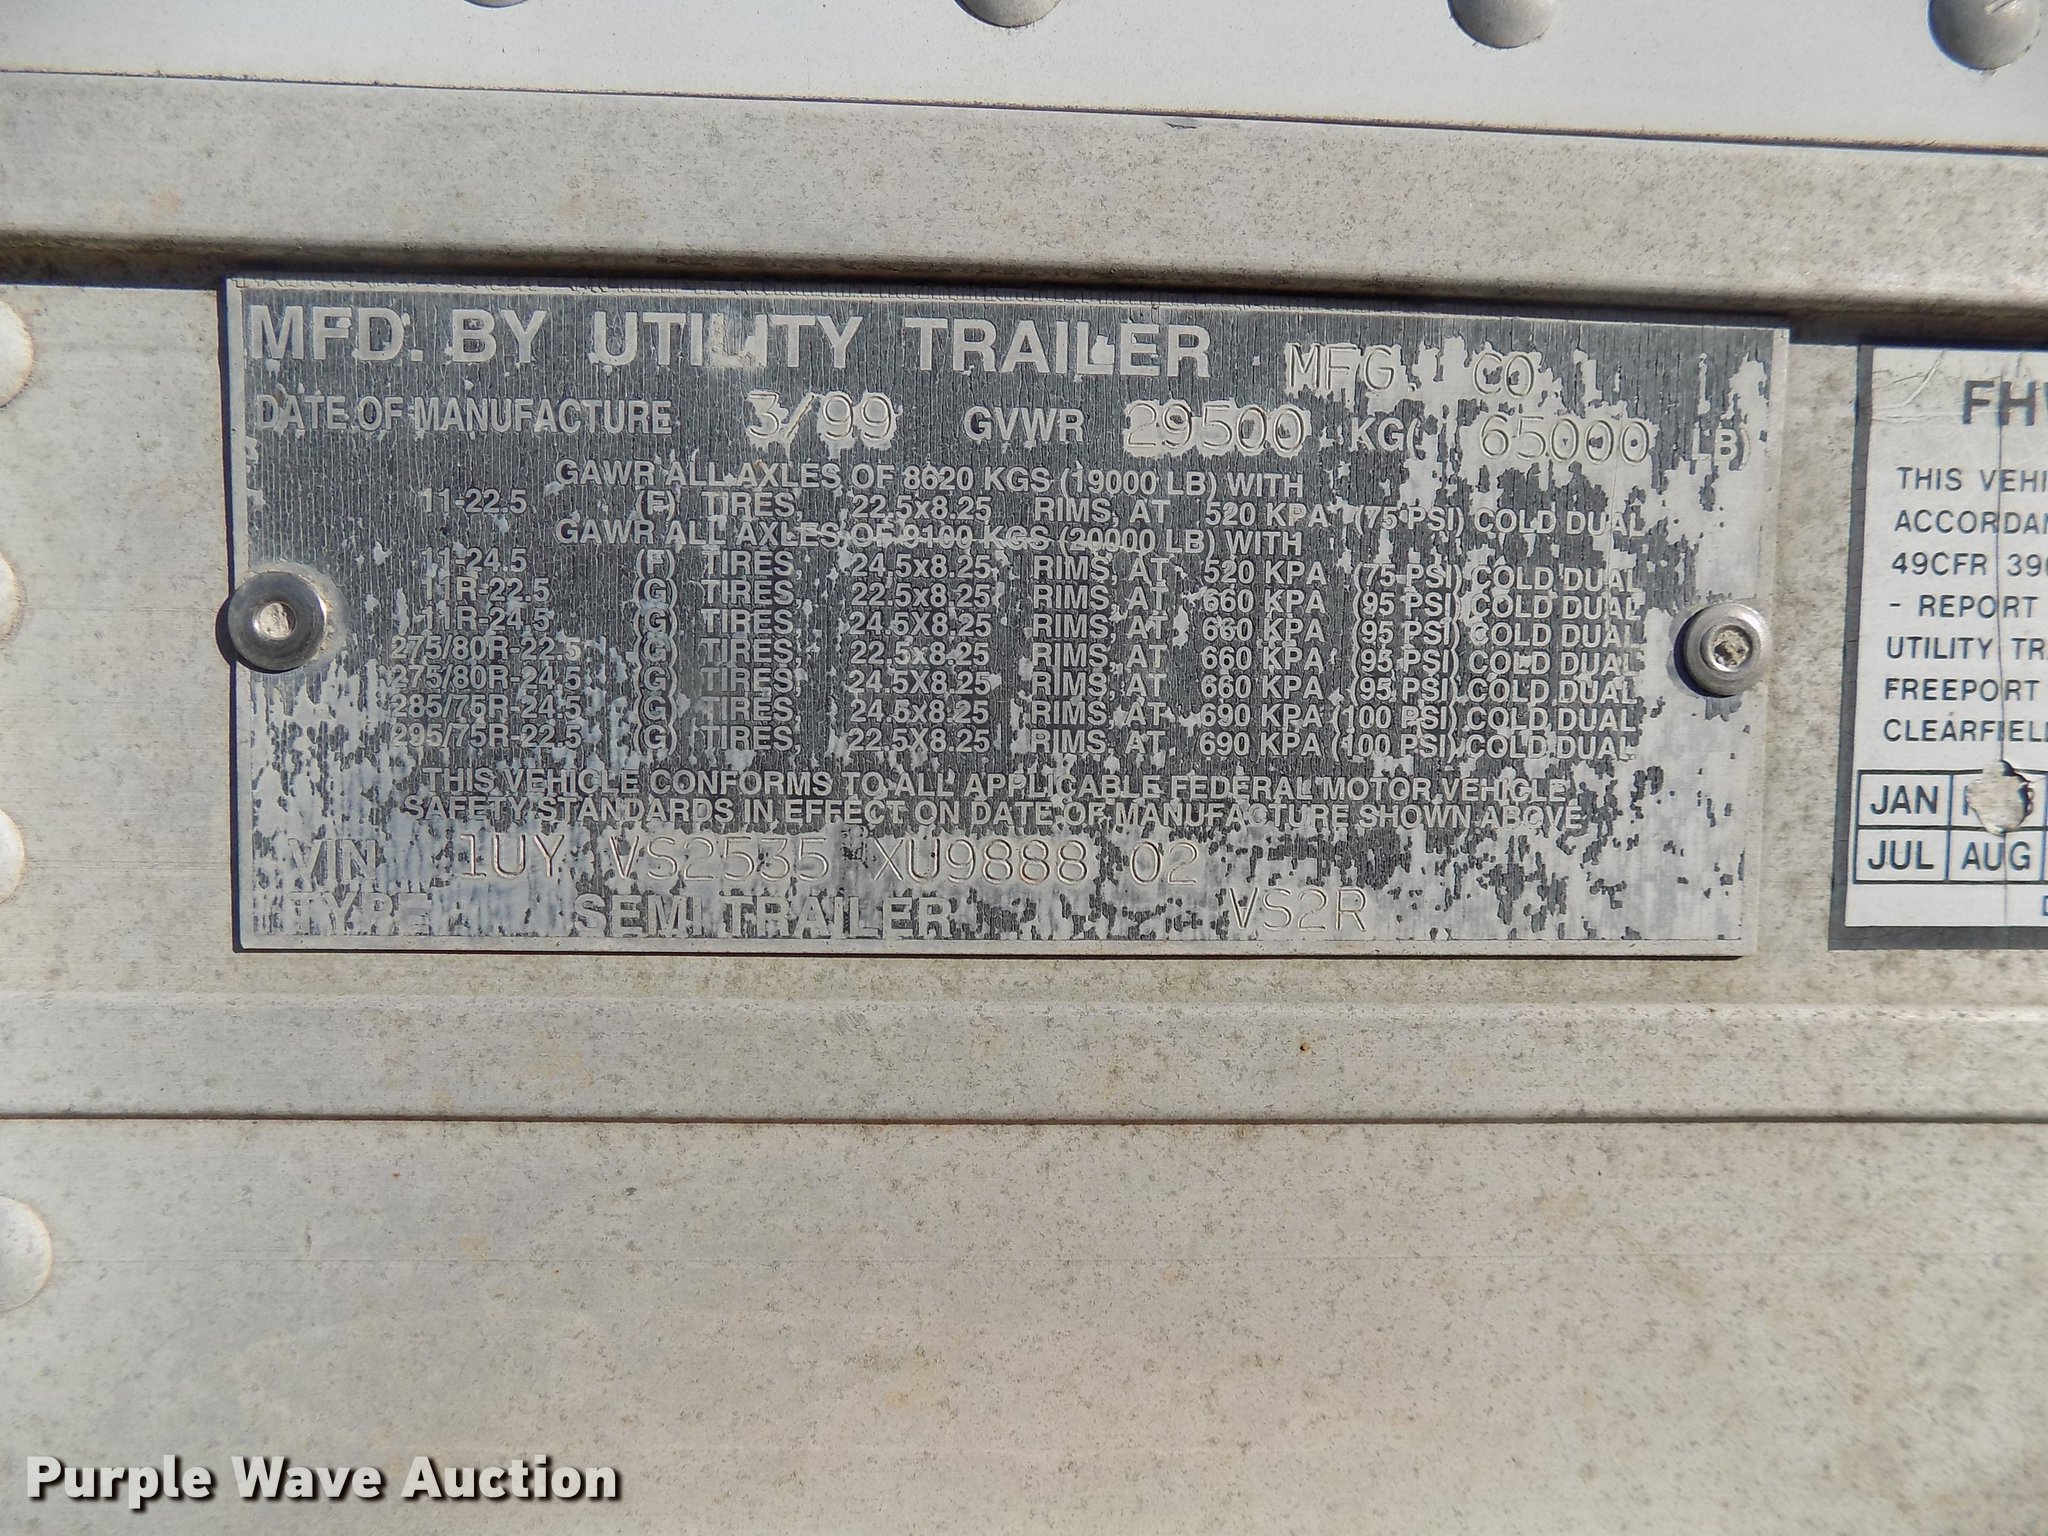 MFD. BY UTILITY TRAILER MFG. CO
DATE OF MANUFACTURE 3/99 GVWR 29500 KG( 65000 LB)
GAWR ALL AXLES OF 8620 KGS (19000 LB) WITH
11-22.5 (F) TIRES, 22.5x8.25 RIMS, AT 520 KPA (75 PSI) COLD DUAL
GAWR ALL AXLES OF 9100 KGS (20000 LB) WITH
11-24.5 (F) TIRES, 24.5x8.25 RIMS, AT 520 KPA (75 PSI) COLD DUAL
11R-22.5 (G) TIRES, 22.5x8.25 RIMS, AT 660 KPA (95 PSI) COLD DUAL
11R-24.5 (G) TIRES, 24.5X8.25 RIMS, AT 660 KPA (95 PSI) COLD DUAL
275/80R-22.5 (G) TIRES, 22.5x8.25 RIMS, AT 660 KPA (95 PSI) COLD DUAL
275/80R-24.5 (G) TIRES, 24.5X8.25 RIMS, AT 660 KPA (95 PSI) COLD DUAL
285/75R-24.5 (G) TIRES, 24.5X8.25 RIMS, AT 690 KPA (100 PSI) COLD DUAL
295/75R-22.5 (G) TIRES, 22.5X8.25 RIMS, AT 690 KPA (100 PSI) COLD DUAL
THIS VEHICLE CONFORMS TO ALL APPLICABLE FEDERAL MOTOR VEHICLE
SAFETY STANDARDS IN EFFECT ON DATE OF MANUFACTURE SHOWN ABOVE
VIN 1UY VS2535 XU9888 02
TYPE SEMI TRAILER VS2R
FH
THIS VEHI
ACCORDAN
49CFR 39
- REPORT
UTILITY TR
FREEPORT
CLEARFIEL
JAN
JUL AUG
Purple Wave Auction